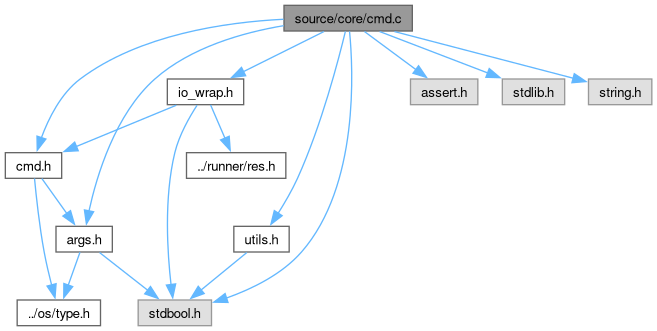 source/core/cmd.c
io_wrap.h
assert.h
stdlib.h
string.h
cmd.h
../runner/res.h
args.h
utils.h
../os/type.h
stdbool.h